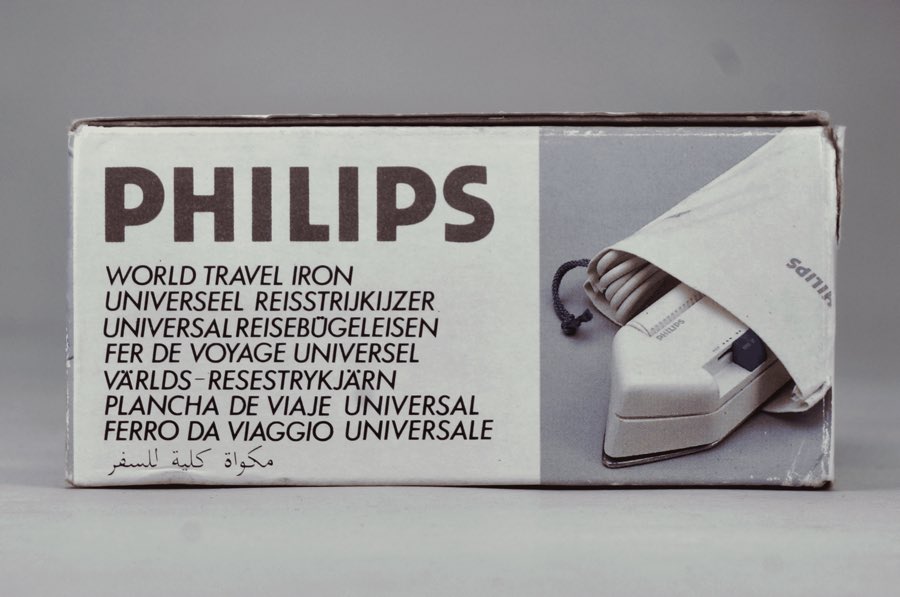 PHILIPS
WORLD TRAVEL IRON
UNIVERSEEL REISSTRIJKIJZER
UNIVERSALREISEBÜGELEISEN
FER DE VOYAGE UNIVERSEL
VÄRLDS-RESESTRYKJÄRN
PLANCHA DE VIAJE UNIVERSAL
FERRO DA VIAGGIO UNIVERSALE
مكواة كلية للسفر
PHILIPS
PHILIPS